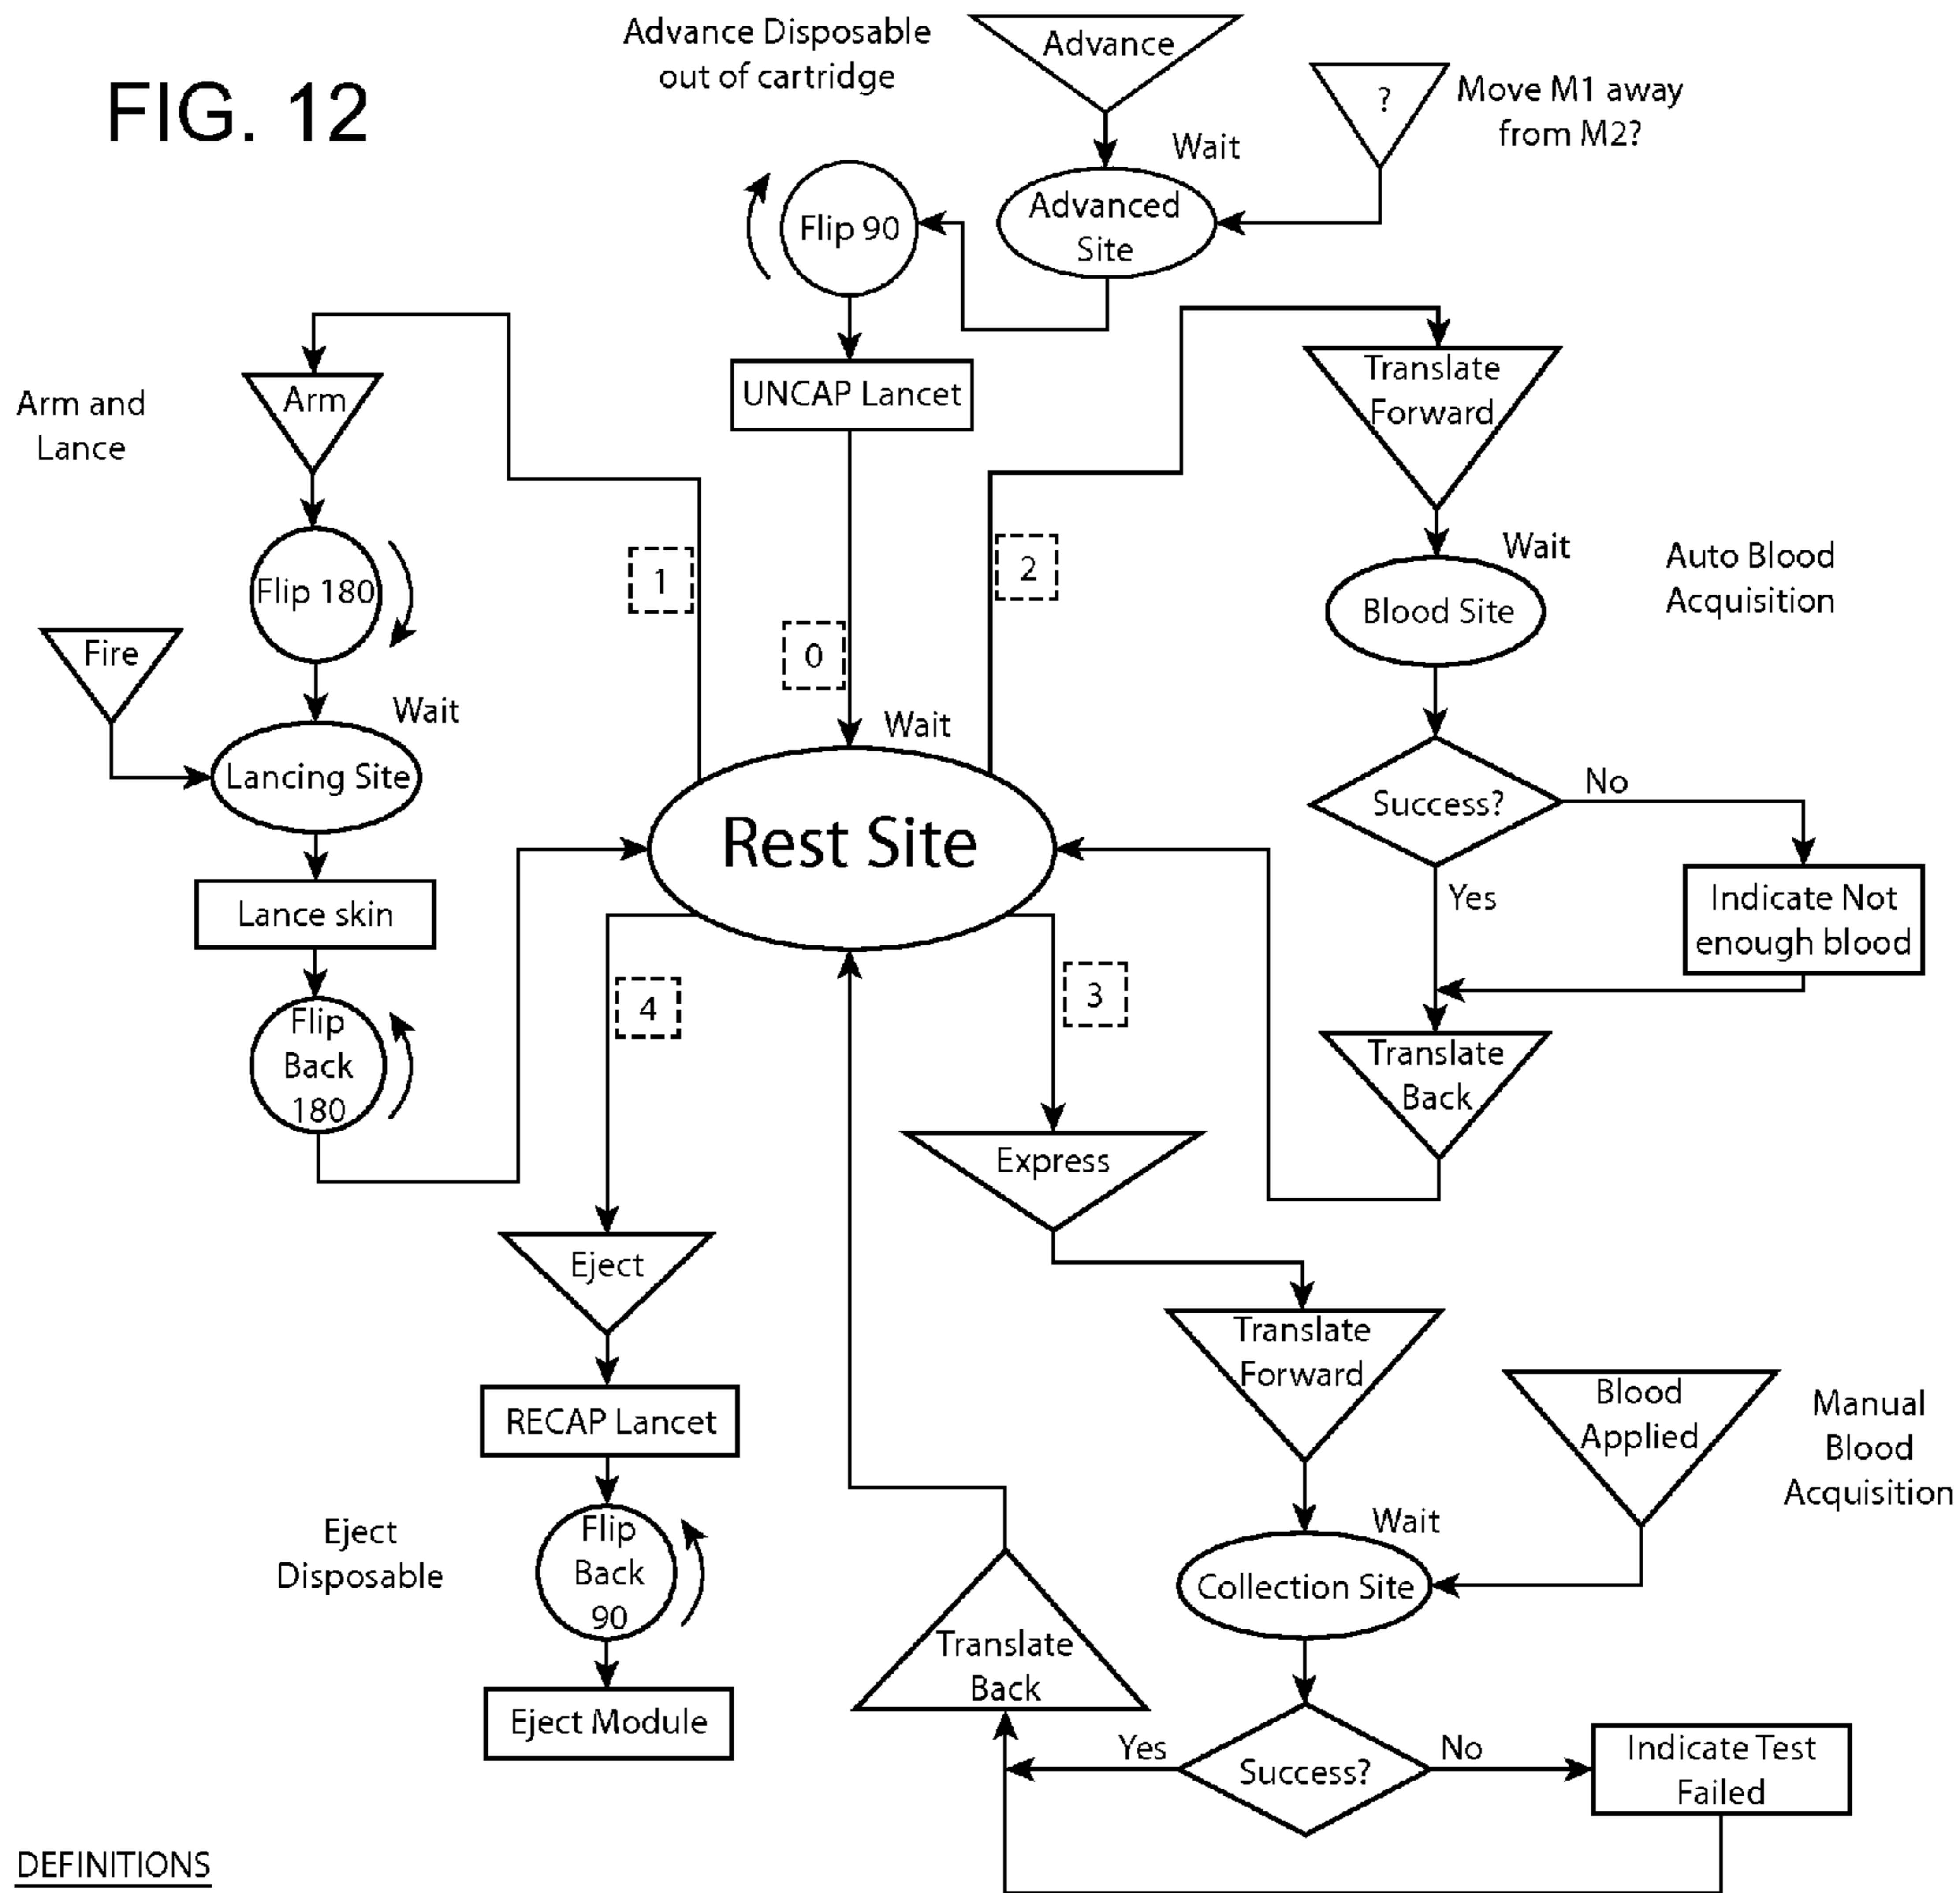 FIG. 12
Advance Disposable
out of cartridge
Advance
?
Move M1 away
from M2?
Wait
Advanced
Site
Flip 90
UNCAP Lancet
0
Wait
Rest Site
1
Arm and
Lance
Arm
Flip 180
Fire
Wait
Lancing Site
Lance skin
Flip
Back
180
2
Translate
Forward
Wait
Blood Site
Auto Blood
Acquisition
Success?
No
Yes
Indicate Not
enough blood
Translate
Back
3
Express
Translate
Forward
Blood
Applied
Manual
Blood
Acquisition
Wait
Collection Site
Success?
Yes
No
Indicate Test
Failed
Translate
Back
4
Eject
RECAP Lancet
Flip
Back
90
Eject
Disposable
Eject Module
DEFINITIONS